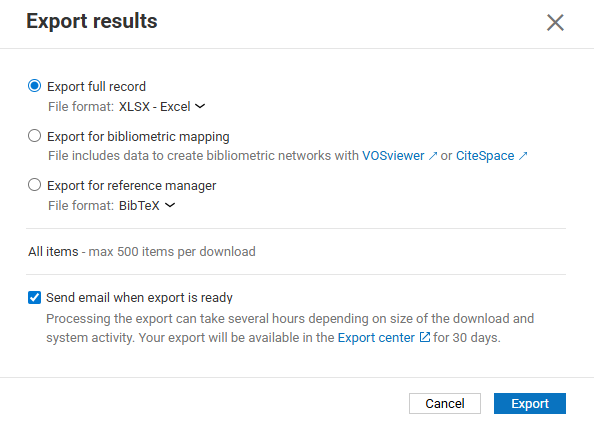 Export results
Export full record
File format: XLSX - Excel
Export for bibliometric mapping
File includes data to create bibliometric networks with VOSviewer ↗ or CiteSpace ↗
Export for reference manager
File format: BibTeX
All items - max 500 items per download
Send email when export is ready
Processing the export can take several hours depending on size of the download and
system activity. Your export will be available in the Export center for 30 days.
Cancel Export